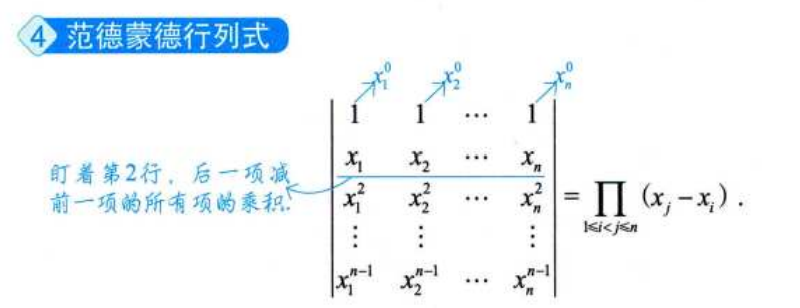 4 范德蒙德行列式
x₁⁰ x₂⁰ xₙ⁰
1 1 ⋯ 1
x₁ x₂ ⋯ xₙ
盯着第2行，后一项减
前一项的所有项的乘积.
x₁² x₂² ⋯ xₙ² = ∏ (xⱼ − xᵢ) .
1≤i<j≤n
⋮ ⋮ ⋮
x₁ⁿ⁻¹ x₂ⁿ⁻¹ ⋯ xₙⁿ⁻¹